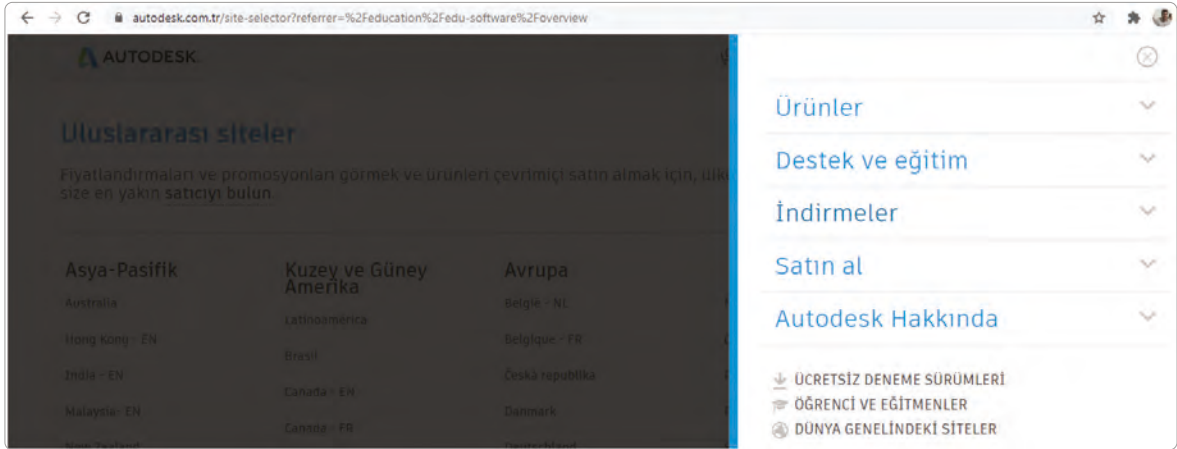 autodesk.com.tr/site-selector?referrer=%2Feducation%2Fedu-software%2Foverview
AUTODESK
Uluslararası siteler
Fiyatlandırmaları ve promosyonları görmek ve ürünleri çevrimiçi satın almak için,
size en yakın satıcıyı bulun.
Asya-Pasifik
Australia
Hong Kong - EN
India - EN
Malaysia- EN
New Zealand
Kuzey ve Güney
Amerika
Latinoamérica
Brasil
Canada - EN
Canada - FR
Avrupa
België - NL
Belgique - FR
Česká republika
Danmark
Deutschland
Ürünler
Destek ve eğitim
İndirmeler
Satın al
Autodesk Hakkında
ÜCRETSİZ DENEME SÜRÜMLERİ
ÖĞRENCİ VE EĞİTMENLER
DÜNYA GENELİNDEKİ SİTELER